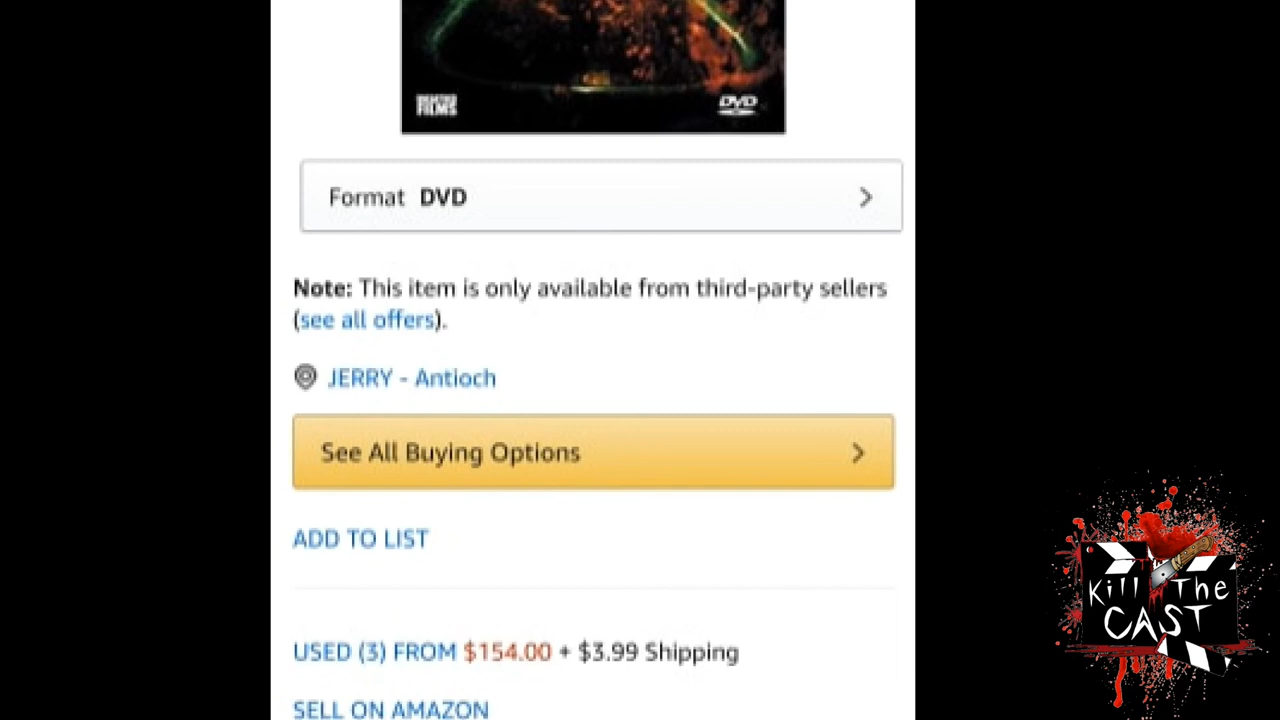 FILMS
DVD
Format DVD
Note: This item is only available from third-party sellers
(see all offers).
JERRY - Antioch
See All Buying Options
ADD TO LIST
USED (3) FROM $154.00 + $3.99 Shipping
SELL ON AMAZON
Kill The
CAST